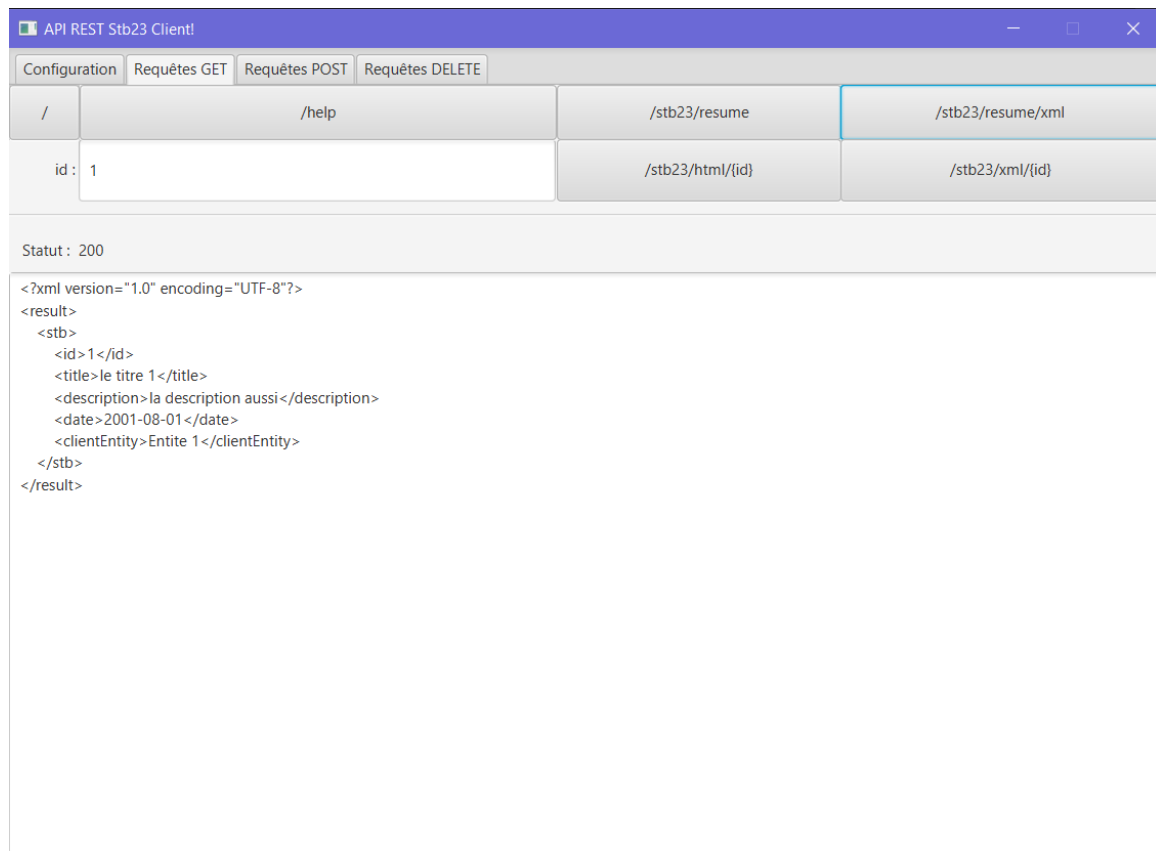 API REST Stb23 Client!
Configuration Requêtes GET Requêtes POST Requêtes DELETE
/ /help /stb23/resume /stb23/resume/xml
id : 1 /stb23/html/{id} /stb23/xml/{id}
Statut : 200
<?xml version="1.0" encoding="UTF-8"?>
<result>
<stb>
<id>1</id>
<title>le titre 1</title>
<description>la description aussi</description>
<date>2001-08-01</date>
<clientEntity>Entite 1</clientEntity>
</stb>
</result>